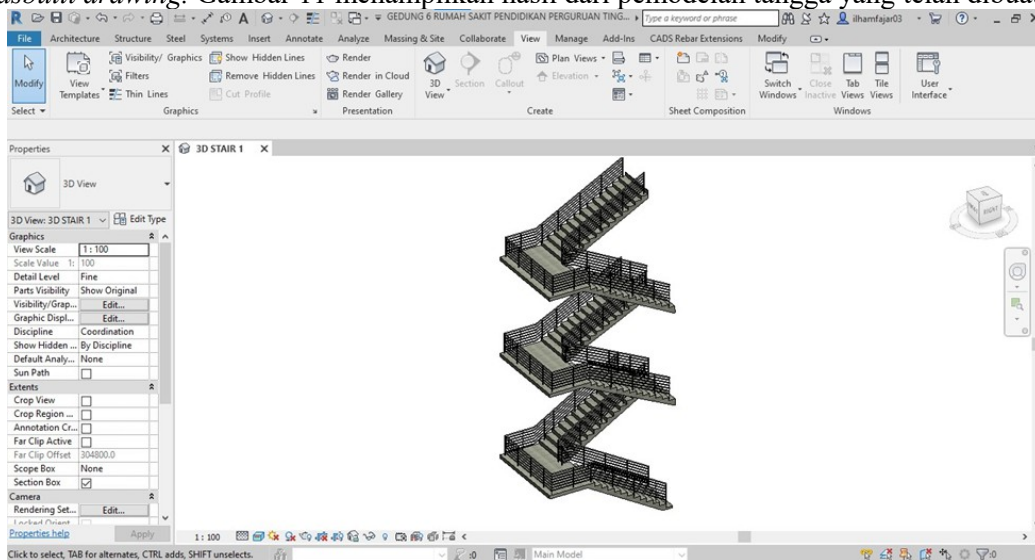 asbuilt drawing. Gambar 11 menampilkan hasil dari pemodelan tangga yang telah dibuat
GEDUNG 6 RUMAH SAKIT PENDIDIKAN PERGURUAN TING... Type a keyword or phrase ilhamfajar03
File Architecture Structure Steel Systems Insert Annotate Analyze Massing & Site Collaborate View Manage Add-Ins CADS Rebar Extensions Modify
Visibility/ Graphics Show Hidden Lines Render Plan Views
Filters Remove Hidden Lines Render in Cloud Section Callout Elevation
Thin Lines Cut Profile Render Gallery
Modify View Templates 3D View Switch Windows Close Inactive Tab Views Tile Views User Interface
Select Graphics Presentation Create Sheet Composition Windows
Properties X 3D STAIR 1 X
3D View
3D View: 3D STAIR 1 Edit Type
Graphics
View Scale 1 : 100
Scale Value 1: 100
Detail Level Fine
Parts Visibility Show Original
Visibility/Grap... Edit...
Graphic Displ... Edit...
Discipline Coordination
Show Hidden ... By Discipline
Default Analy... None
Sun Path
Extents
Crop View
Crop Region ...
Annotation Cr...
Far Clip Active
Far Clip Offset 304800.0
Scope Box None
Section Box
Camera
Rendering Set... Edit...
Locked Orient...
Properties help Apply
1 : 100
Click to select, TAB for alternates, CTRL adds, SHIFT unselects. :0 Main Model :0
RIGHT